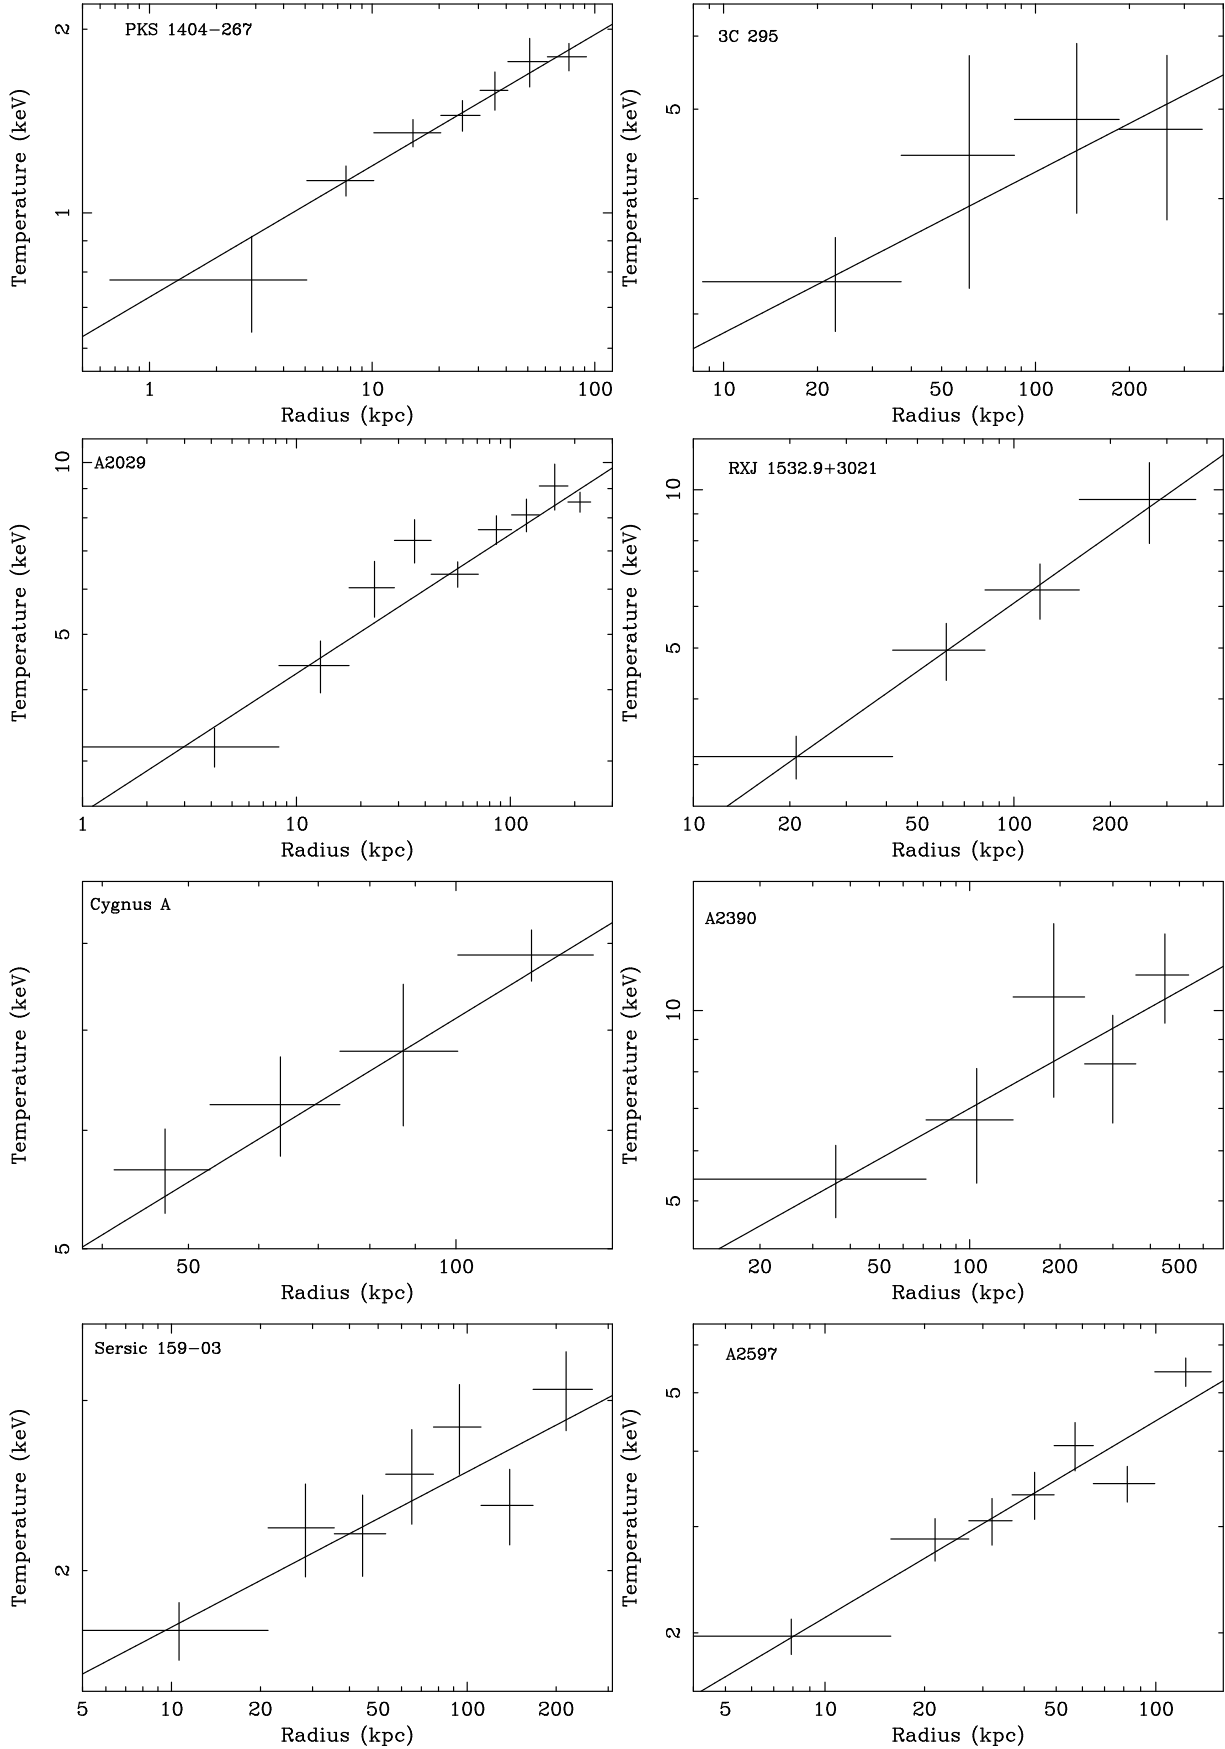 PKS 1404−267
2
1
Temperature (keV)
1 10 100
Radius (kpc)
3C 295
5
Temperature (keV)
10 20 50 100 200
Radius (kpc)
A2029
10
5
Temperature (keV)
1 10 100
Radius (kpc)
RXJ 1532.9+3021
10
5
Temperature (keV)
10 20 50 100 200
Radius (kpc)
Cygnus A
5
Temperature (keV)
50 100
Radius (kpc)
A2390
10
5
Temperature (keV)
20 50 100 200 500
Radius (kpc)
Sersic 159−03
2
Temperature (keV)
5 10 20 50 100 200
Radius (kpc)
A2597
5
2
Temperature (keV)
5 10 20 50 100
Radius (kpc)